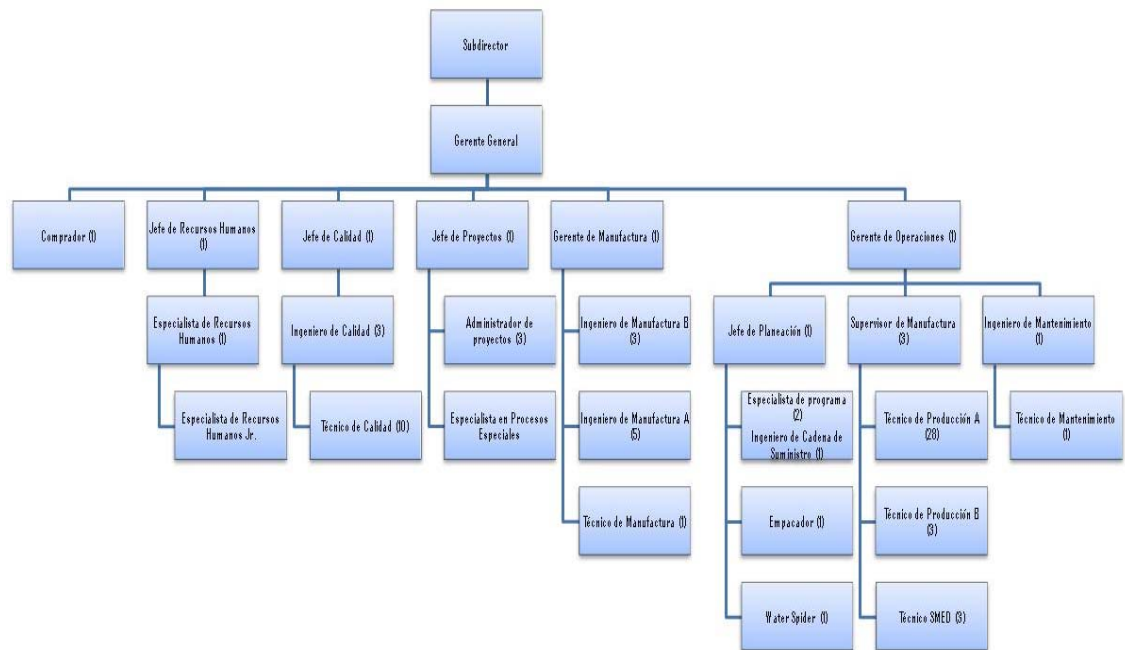 Subdirector
Gerente General
Comprador (1)
Jefe de Recursos Humanos
(1)
Jefe de Calidad (1)
Jefe de Proyectos (1)
Gerente de Manufactura (1)
Gerente de Operaciones (1)
Especialista de Recursos
Humanos (1)
Ingeniero de Calidad (3)
Administrador de
proyectos (3)
Ingeniero de Manufactura B
(3)
Jefe de Planeación (1)
Supervisor de Manufactura
(3)
Ingeniero de Mantenimiento
(1)
Especialista de Recursos
Humanos Jr.
Técnico de Calidad (10)
Especialista en Procesos
Especiales
Ingeniero de Manufactura A
(5)
Especialista de programa
(2)
Ingeniero de Cadena de
Suministro (1)
Técnico de Producción A
(28)
Técnico de Mantenimiento
(1)
Técnico de Manufactura (1)
Empacador (1)
Técnico de Producción B
(3)
Water Spider (1)
Técnico SMED (3)